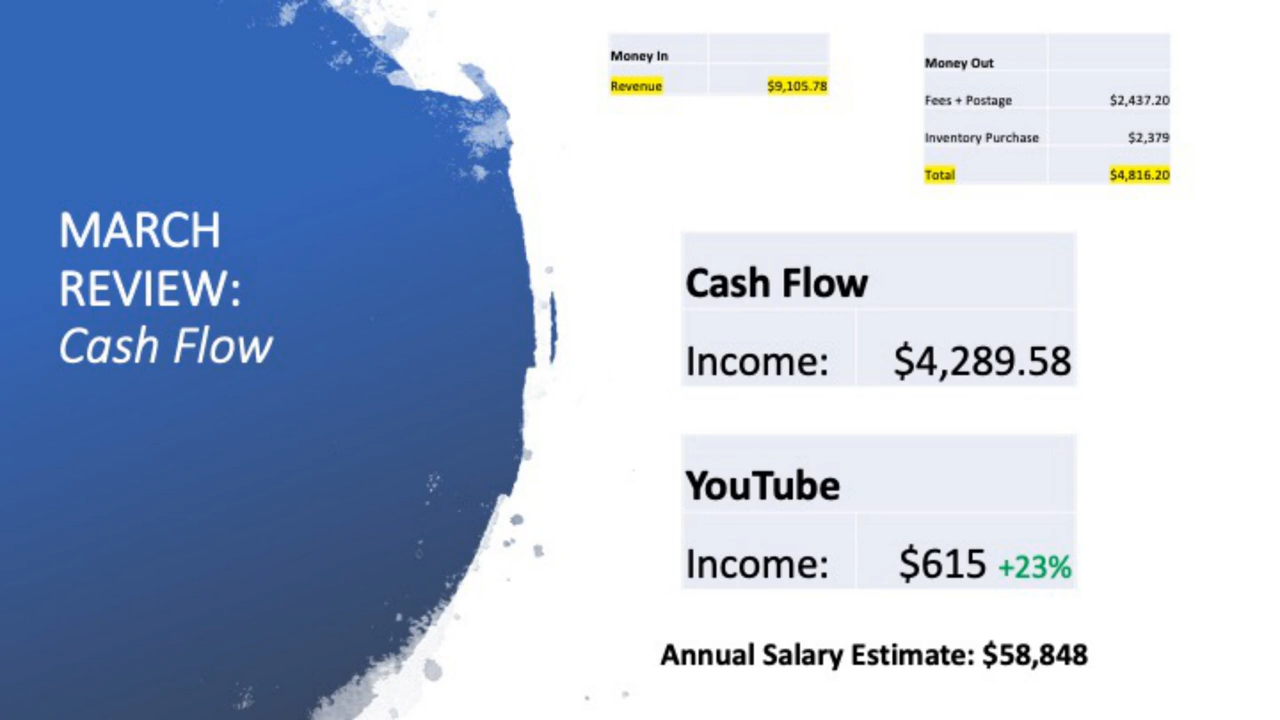 MARCH
REVIEW:
Cash Flow
Money In
Revenue $9,105.78
Money Out
Fees + Postage $2,437.20
Inventory Purchase $2,379
Total $4,816.20
Cash Flow
Income: $4,289.58
YouTube
Income: $615 +23%
Annual Salary Estimate: $58,848